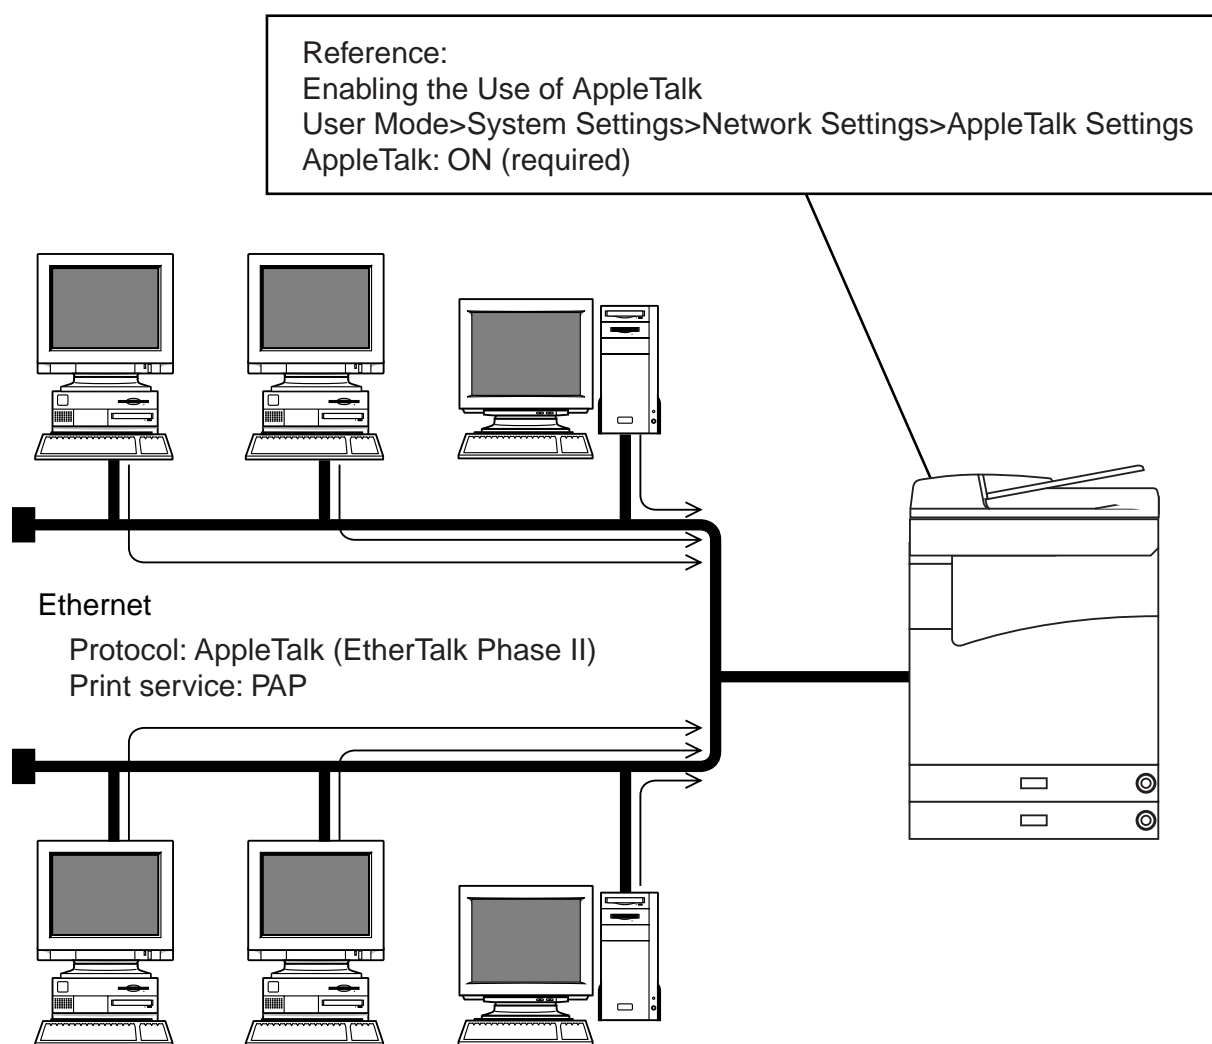 Reference:
Enabling the Use of AppleTalk
User Mode>System Settings>Network Settings>AppleTalk Settings
AppleTalk: ON (required)
Ethernet
Protocol: AppleTalk (EtherTalk Phase II)
Print service: PAP